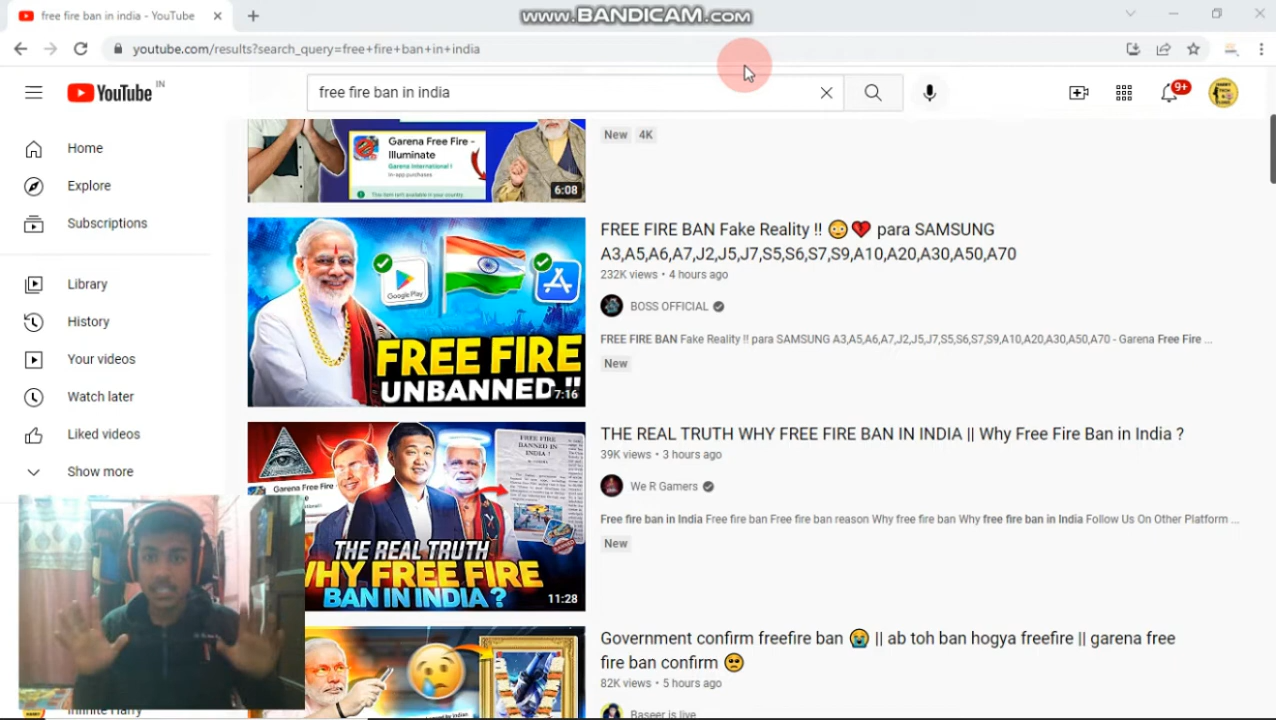 free fire ban in india - YouTube
www.BANDICAM.com
youtube.com/results?search_query=free+fire+ban+in+india
YouTube IN
free fire ban in india
9+
Home
Explore
Subscriptions
Library
History
Your videos
Watch later
Liked videos
Show more
Garena Free Fire -
Illuminate
Garena International I
In-app purchases
This item isn't available in your country.
6:08
New 4K
Google Play
FREE FIRE
UNBANNED
7:16
FREE FIRE BAN Fake Reality !! 😳💔 para SAMSUNG
A3,A5,A6,A7,J2,J5,J7,S5,S6,S7,S9,A10,A20,A30,A50,A70
232K views • 4 hours ago
BOSS OFFICIAL
FREE FIRE BAN Fake Reality !! para SAMSUNG A3,A5,A6,A7,J2,J5,J7,S5,S6,S7,S9,A10,A20,A30,A50,A70 - Garena Free Fire ...
New
Garena Free Fire
FREE FIRE
BANNED IN
INDIA ?
THE REAL TRUTH
WHY FREE FIRE
BAN IN INDIA ?
11:28
THE REAL TRUTH WHY FREE FIRE BAN IN INDIA || Why Free Fire Ban in India ?
39K views • 3 hours ago
We R Gamers
Free fire ban in India Free fire ban Free fire ban reason Why free fire ban Why free fire ban in India Follow Us On Other Platform ...
New
Government confirm freefire ban 😭 || ab toh ban hogya freefire || garena free
fire ban confirm 🥺
82K views • 5 hours ago
Baseer is live
Infinite Harry